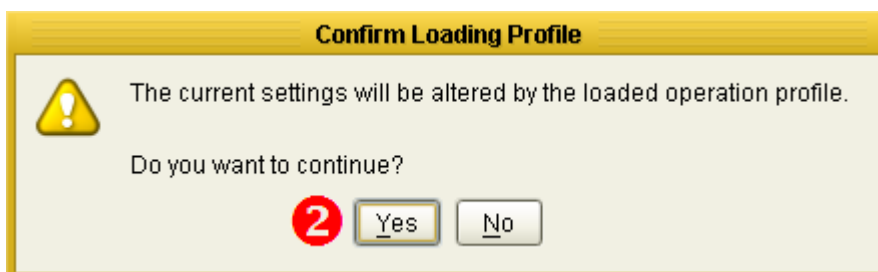 Confirm Loading Profile
The current settings will be altered by the loaded operation profile.
Do you want to continue?
2 Yes No